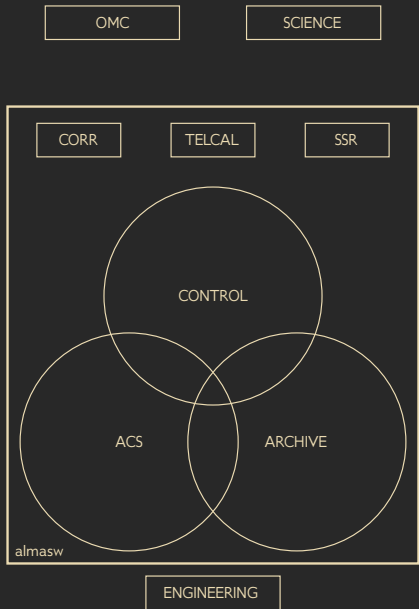 OMC
SCIENCE
CORR
TELCAL
SSR
CONTROL
ACS
ARCHIVE
almasw
ENGINEERING